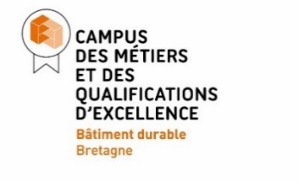 CAMPUS
DES MÉTIERS
ET DES
QUALIFICATIONS
D'EXCELLENCE
Bâtiment durable
Bretagne